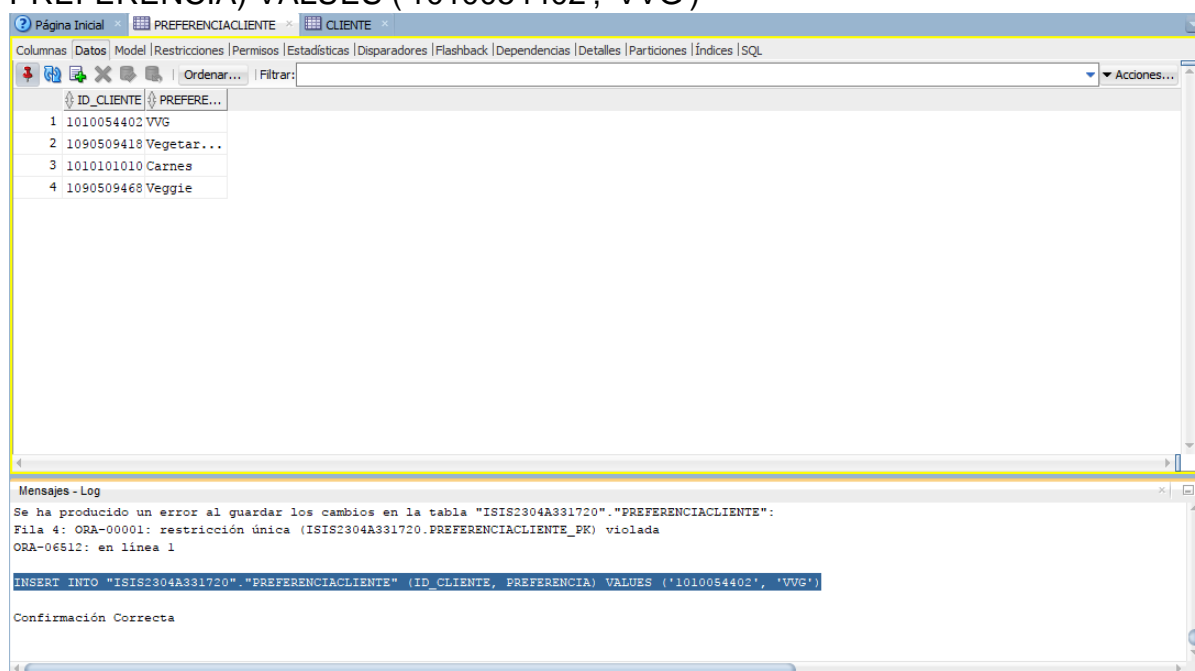 PREFERENCIA) VALUES ('1010054402', 'VVG')
Página Inicial PREFERENCIACLIENTE CLIENTE
Columnas Datos Model Restricciones Permisos Estadísticas Disparadores Flashback Dependencias Detalles Particiones Índices SQL
Ordenar... Filtrar: Acciones...
ID_CLIENTE PREFERE...
1 1010054402 VVG
2 1090509418 Vegetar...
3 1010101010 Carnes
4 1090509468 Veggie
Mensajes - Log
Se ha producido un error al guardar los cambios en la tabla "ISIS2304A331720"."PREFERENCIACLIENTE":
Fila 4: ORA-00001: restricción única (ISIS2304A331720.PREFERENCIACLIENTE_PK) violada
ORA-06512: en línea 1
INSERT INTO "ISIS2304A331720"."PREFERENCIACLIENTE" (ID_CLIENTE, PREFERENCIA) VALUES ('1010054402', 'VVG')
Confirmación Correcta